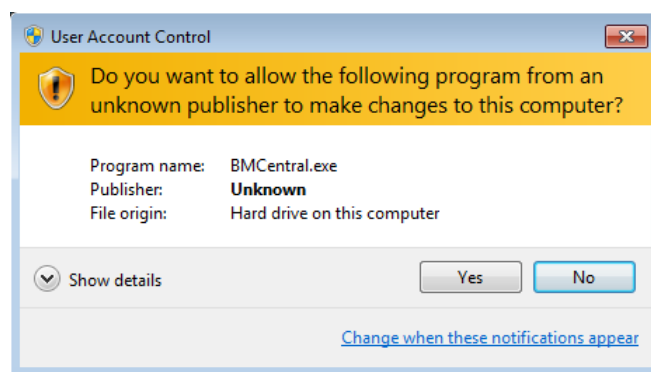 User Account Control
Do you want to allow the following program from an
unknown publisher to make changes to this computer?
Program name: BMCentral.exe
Publisher: Unknown
File origin: Hard drive on this computer
Show details
Yes
No
Change when these notifications appear